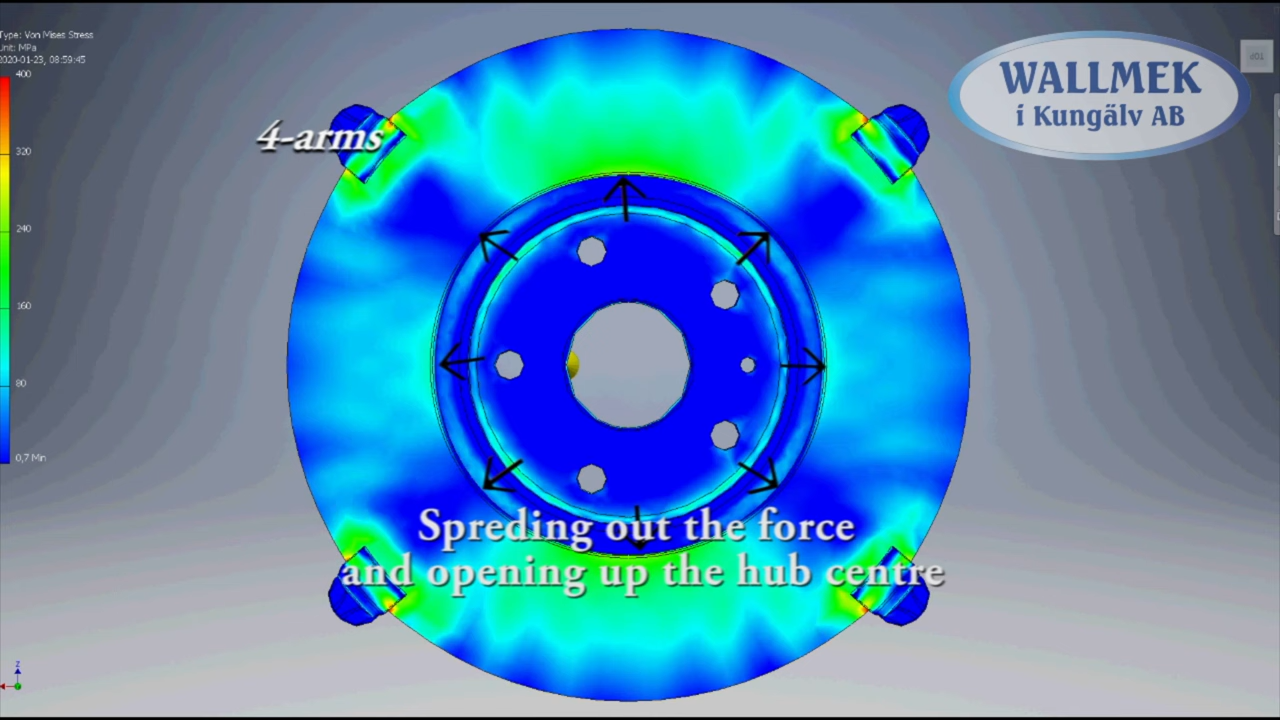 Type: Von Mises Stress
Unit: MPa
2020-01-23, 08:59:45
400
320
240
160
80
0,7 Min
4-arms
WALLMEK
i Kungälv AB
Spreding out the force
and opening up the hub centre
z